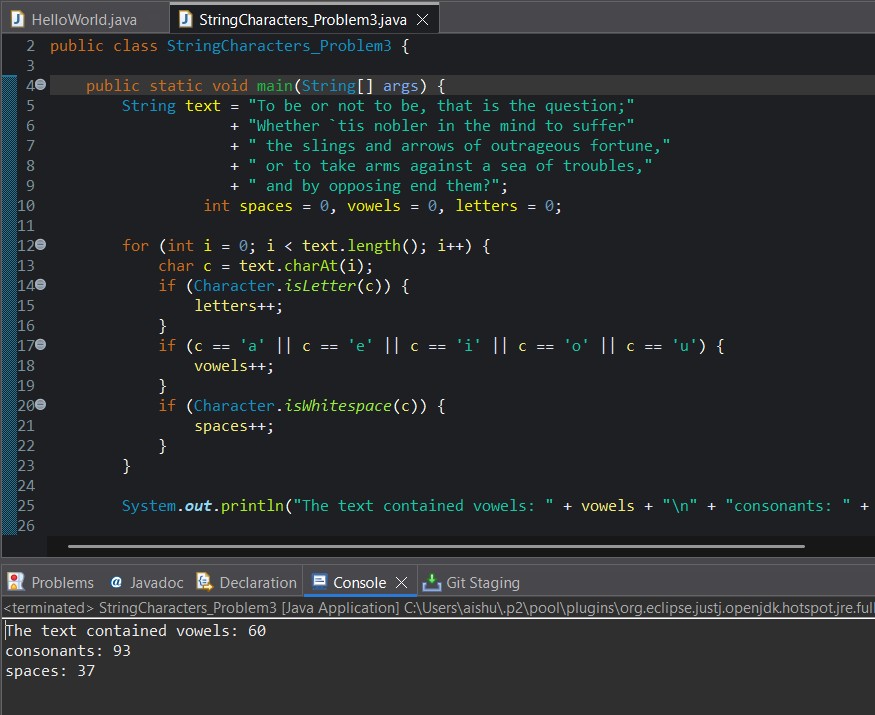 HelloWorld.java StringCharacters_Problem3.java
2 public class StringCharacters_Problem3 {
3
4 public static void main(String[] args) {
5 String text = "To be or not to be, that is the question;"
6 + "Whether `tis nobler in the mind to suffer"
7 + " the slings and arrows of outrageous fortune,"
8 + " or to take arms against a sea of troubles,"
9 + " and by opposing end them?";
10 int spaces = 0, vowels = 0, letters = 0;
11
12 for (int i = 0; i < text.length(); i++) {
13 char c = text.charAt(i);
14 if (Character.isLetter(c)) {
15 letters++;
16 }
17 if (c == 'a' || c == 'e' || c == 'i' || c == 'o' || c == 'u') {
18 vowels++;
19 }
20 if (Character.isWhitespace(c)) {
21 spaces++;
22 }
23 }
24
25 System.out.println("The text contained vowels: " + vowels + "\n" + "consonants: " +
26
Problems Javadoc Declaration Console Git Staging
<terminated> StringCharacters_Problem3 [Java Application] C:\Users\aishu\.p2\pool\plugins\org.eclipse.justj.openjdk.hotspot.jre.full
The text contained vowels: 60
consonants: 93
spaces: 37